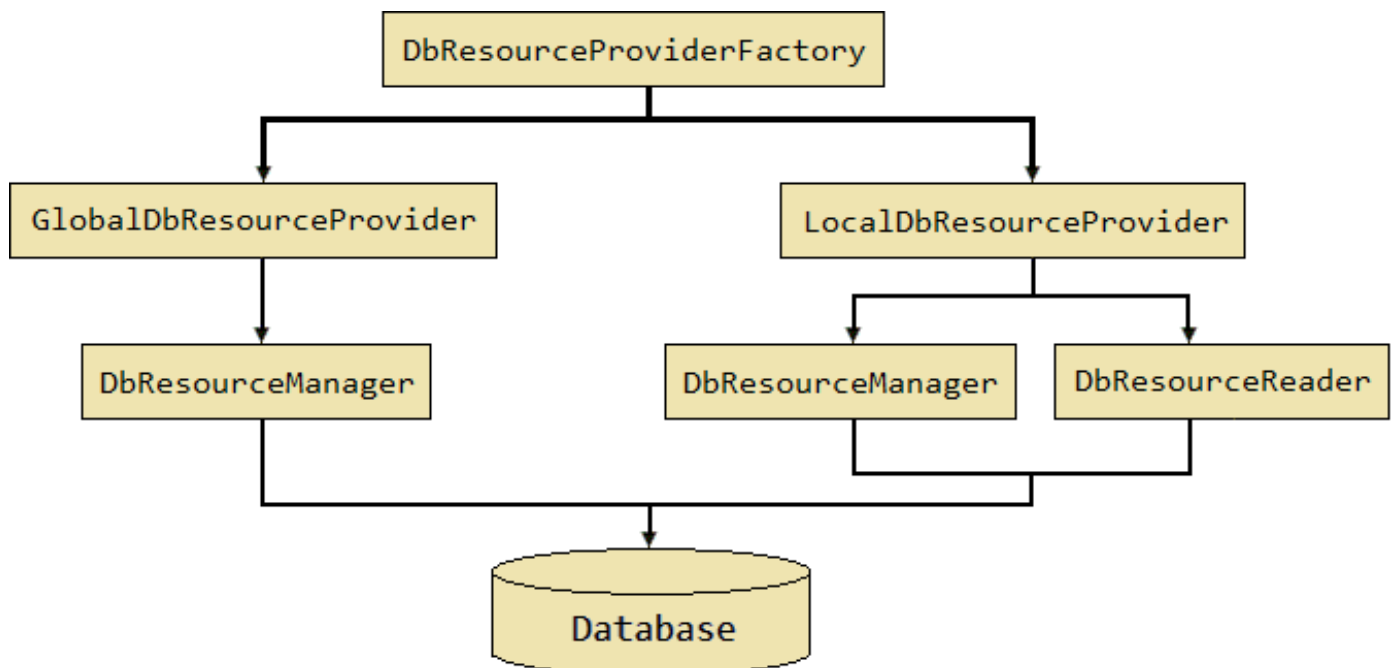 DbResourceProviderFactory
GlobalDbResourceProvider
LocalDbResourceProvider
DbResourceManager
DbResourceManager
DbResourceReader
Database